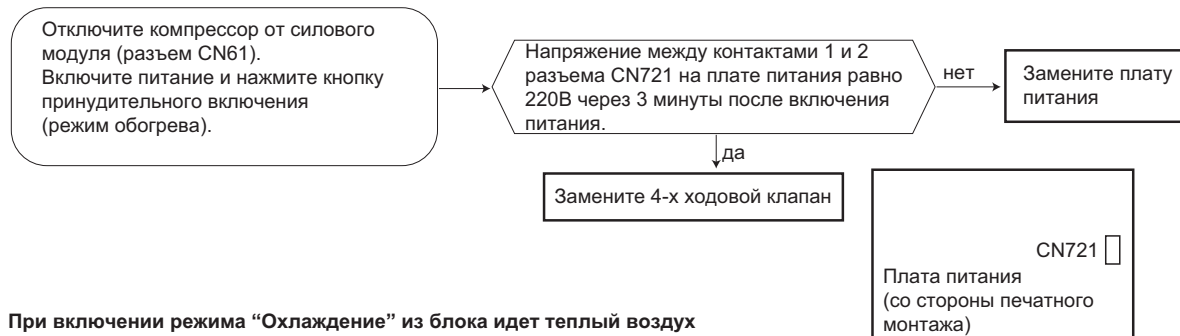 Отключите компрессор от силового
модуля (разъем CN61).
Включите питание и нажмите кнопку
принудительного включения
(режим обогрева).
Напряжение между контактами 1 и 2
разъема CN721 на плате питания равно
220В через 3 минуты после включения
питания.
нет
Замените плату
питания
да
Замените 4-х ходовой клапан
CN721
Плата питания
(со стороны печатного
монтажа)
При включении режима “Охлаждение” из блока идет теплый воздух